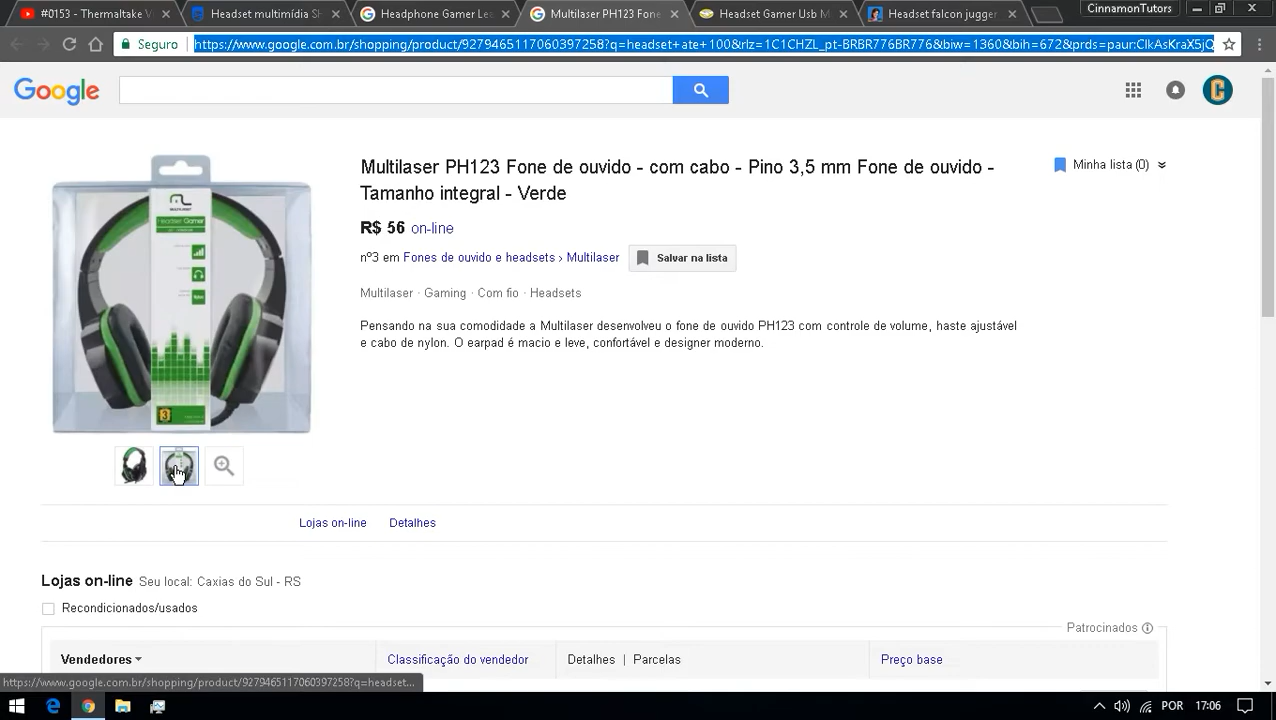 #0153 - Thermaltake V
Headset multimídia Sh
Headphone Gamer Le
Multilaser PH123 Fone
Headset Gamer Usb M
Headset falcon jugger
CinnamonTutors
Seguro
https://www.google.com.br/shopping/product/9279465117060397258?q=headset+ate+100&rlz=1C1CHZL_pt-BRBR776BR776&biw=1360&bih=672&prds=paur:ClkAsKraX5jQ
Google
Multilaser PH123 Fone de ouvido - com cabo - Pino 3,5 mm Fone de ouvido -
Tamanho integral - Verde
Minha lista (0)
R$ 56 on-line
nº3 em Fones de ouvido e headsets › Multilaser
Salvar na lista
Multilaser · Gaming · Com fio · Headsets
Pensando na sua comodidade a Multilaser desenvolveu o fone de ouvido PH123 com controle de volume, haste ajustável
e cabo de nylon. O earpad é macio e leve, confortável e designer moderno.
Headset Gamer
3
Lojas on-line
Detalhes
Lojas on-line Seu local: Caxias do Sul - RS
Recondicionados/usados
Patrocinados
Vendedores
Classificação do vendedor
Detalhes | Parcelas
Preço base
https://www.google.com.br/shopping/product/9279465117060397258?q=headset...
POR
17:06